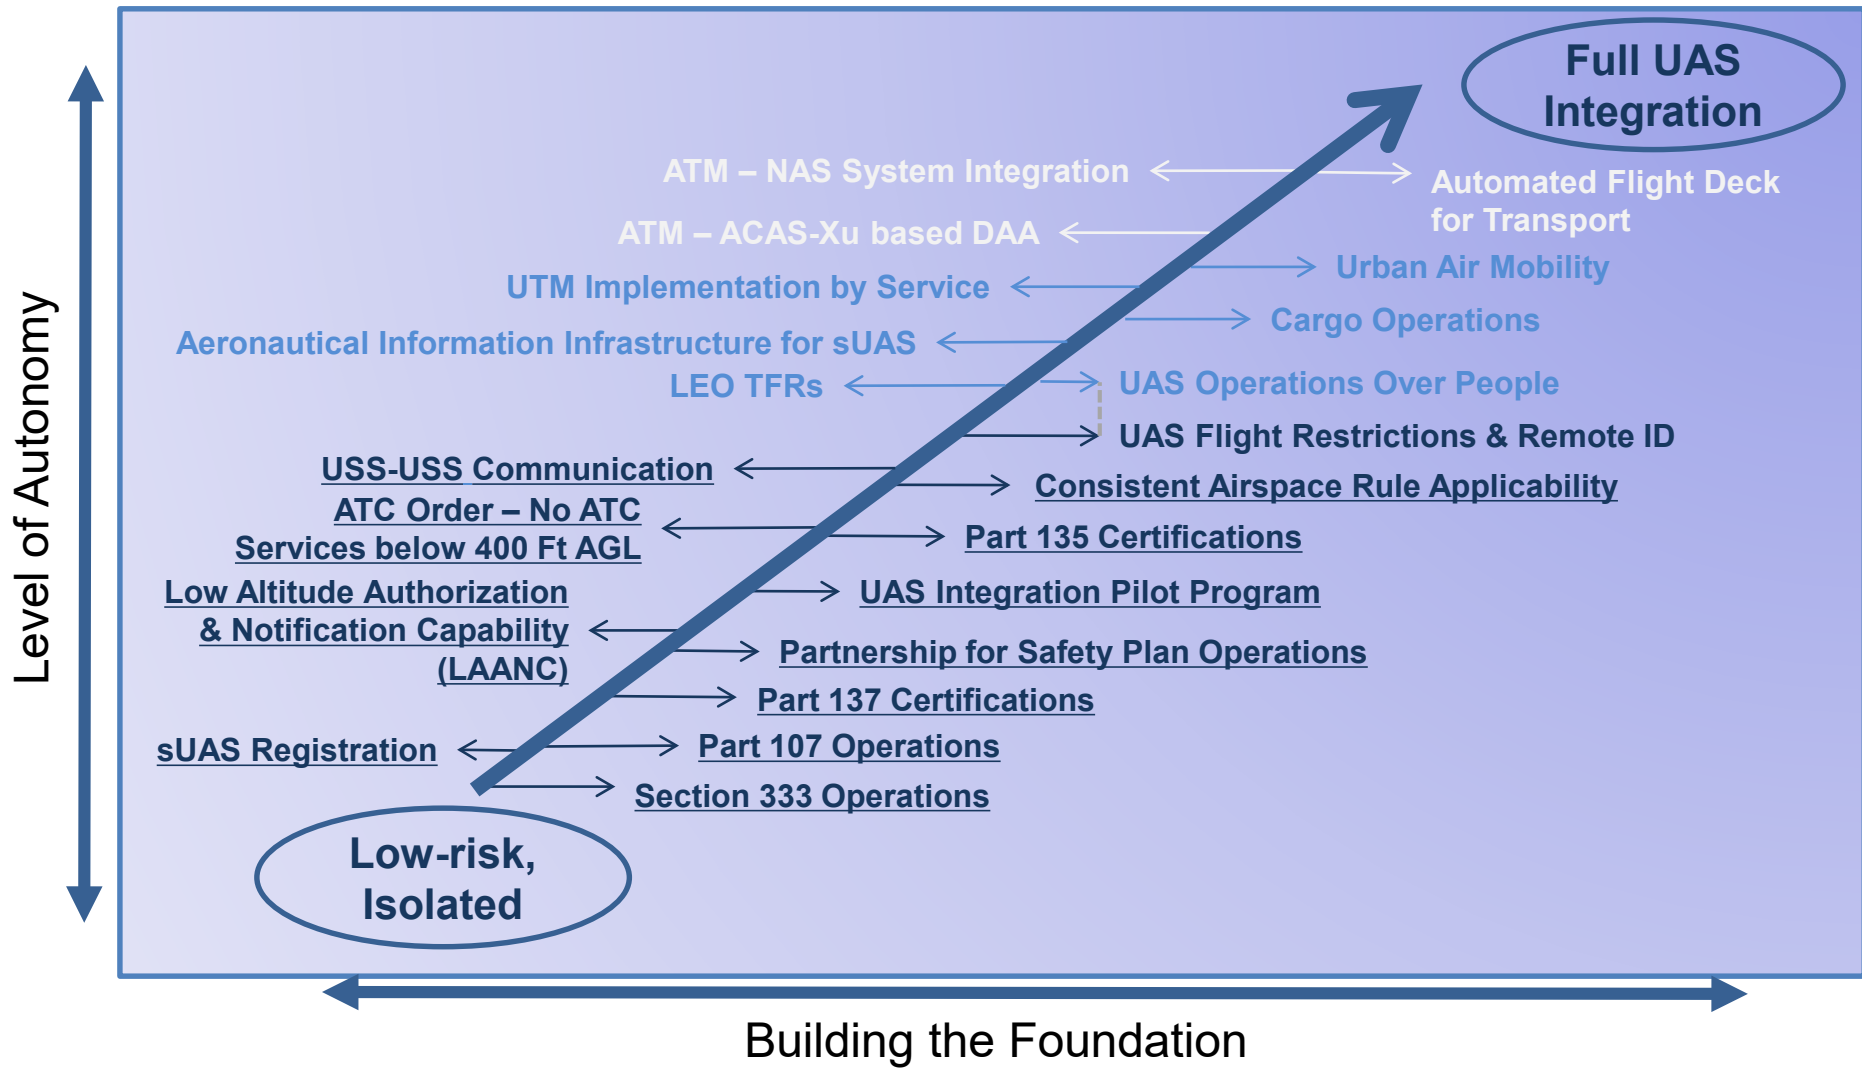 Full UAS
Integration
ATM – NAS System Integration
Automated Flight Deck
for Transport
ATM – ACAS-Xu based DAA
Urban Air Mobility
UTM Implementation by Service
Cargo Operations
Aeronautical Information Infrastructure for sUAS
LEO TFRs
UAS Operations Over People
UAS Flight Restrictions & Remote ID
USS-USS Communication
Consistent Airspace Rule Applicability
ATC Order – No ATC
Services below 400 Ft AGL
Part 135 Certifications
Low Altitude Authorization
& Notification Capability
(LAANC)
UAS Integration Pilot Program
Partnership for Safety Plan Operations
Part 137 Certifications
sUAS Registration
Part 107 Operations
Section 333 Operations
Low-risk,
Isolated
Level of Autonomy
Building the Foundation